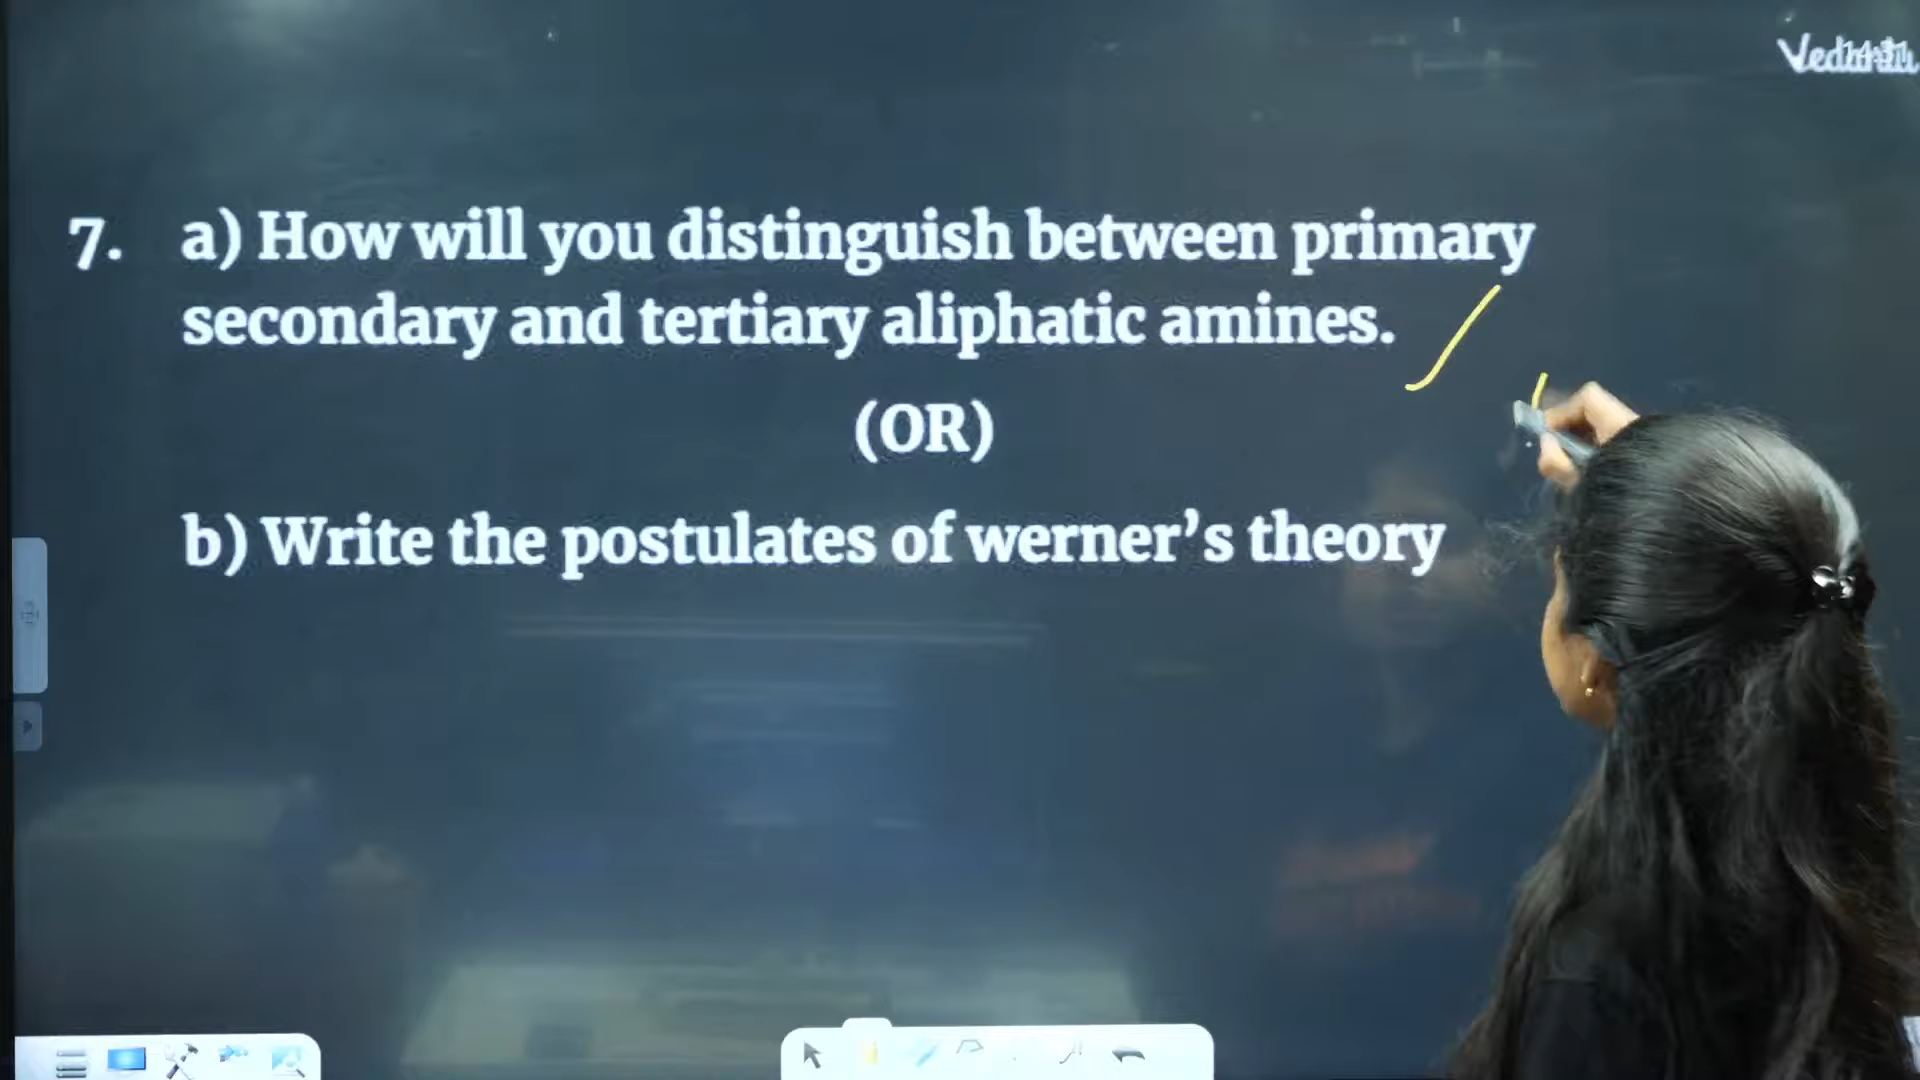 7. a) How will you distinguish between primary
secondary and tertiary aliphatic amines.
(OR)
b) Write the postulates of werner's theory